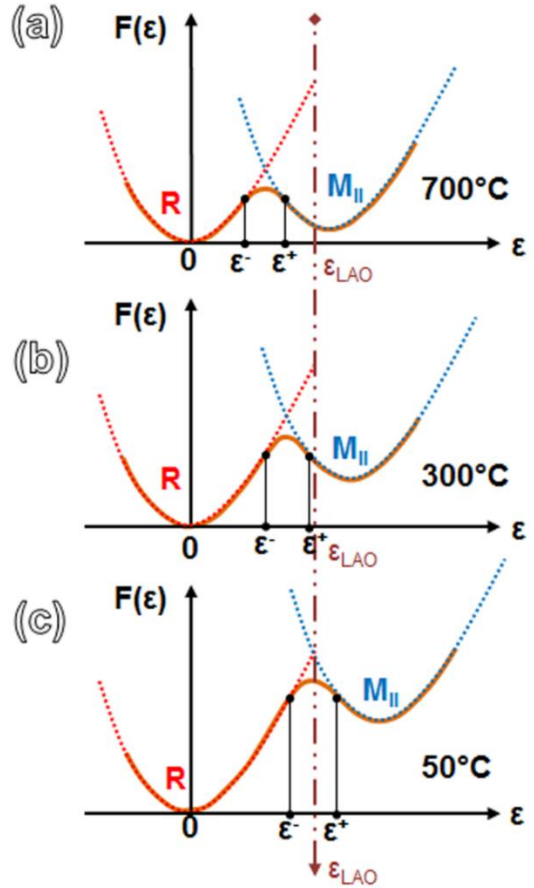 (a)
F(ε)
R
M_II
700°C
0
ε⁻
ε⁺
ε_LAO
ε
(b)
F(ε)
R
M_II
300°C
0
ε⁻
ε⁺
ε_LAO
ε
(c)
F(ε)
R
M_II
50°C
0
ε⁻
ε⁺
ε_LAO
ε